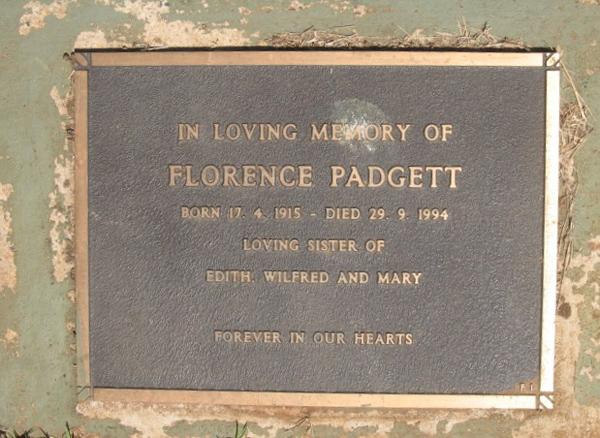 IN LOVING MEMORY OF
FLORENCE PADGETT
BORN 17. 4. 1915 - DIED 29. 9. 1994
LOVING SISTER OF
EDITH, WILFRED AND MARY
FOREVER IN OUR HEARTS